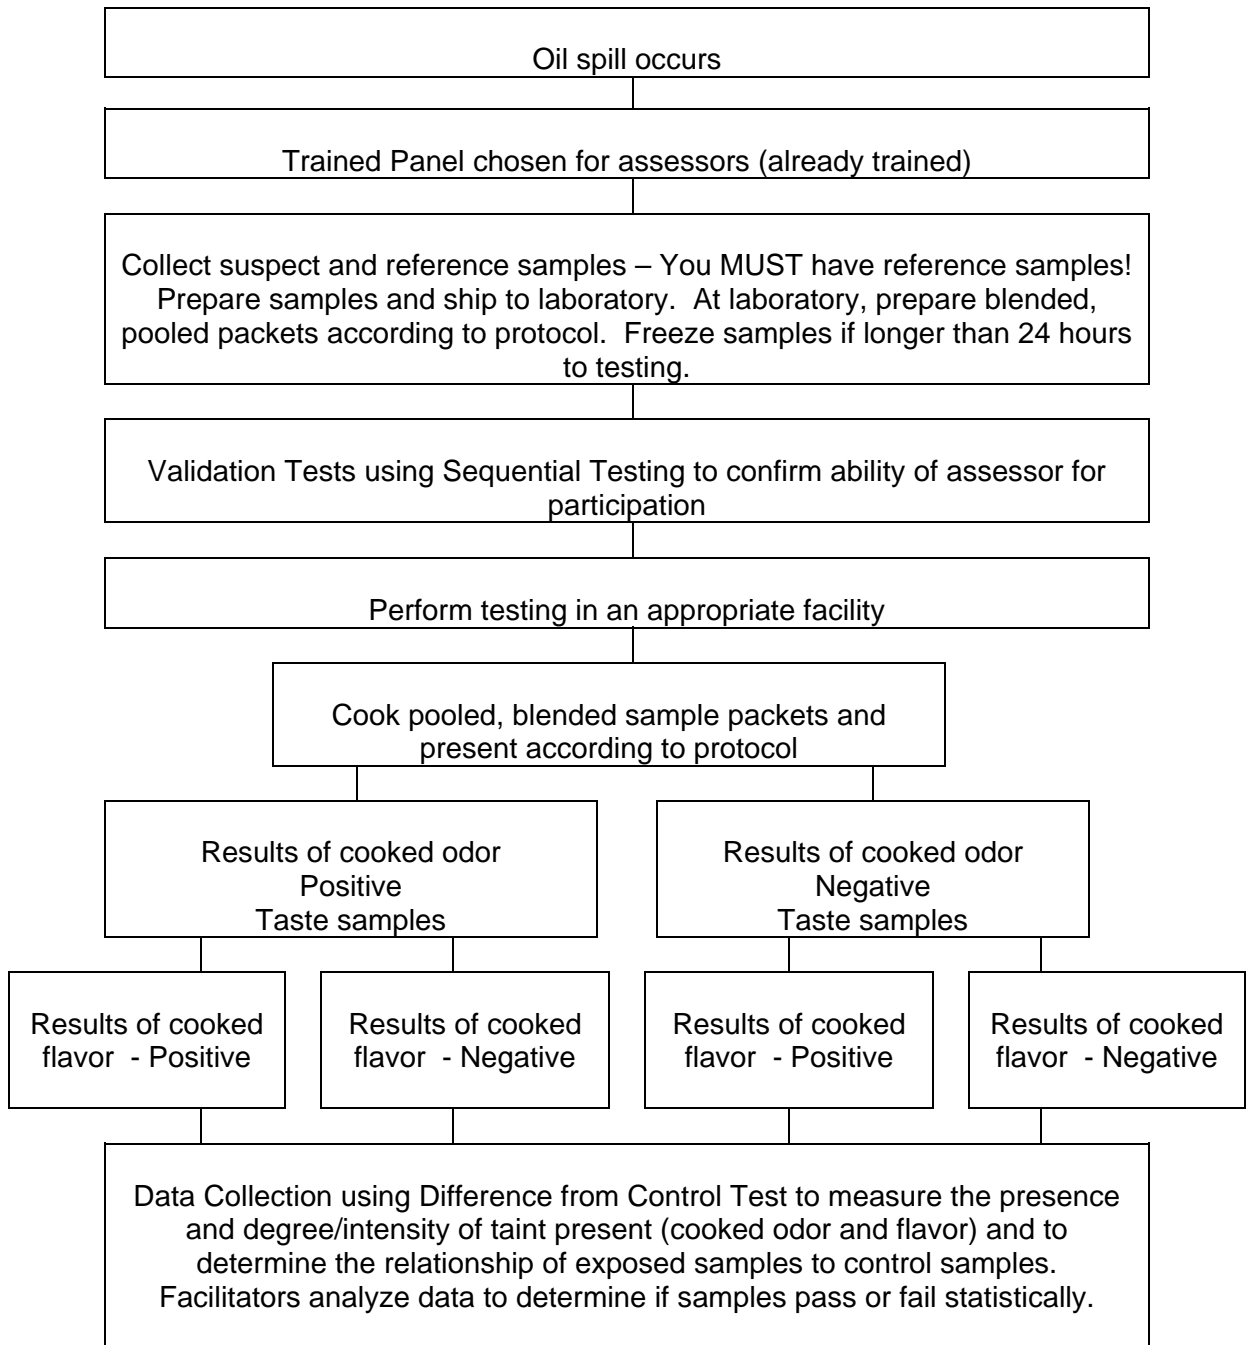 Oil spill occurs
Trained Panel chosen for assessors (already trained)
Collect suspect and reference samples – You MUST have reference samples!
Prepare samples and ship to laboratory.  At laboratory, prepare blended,
pooled packets according to protocol.  Freeze samples if longer than 24 hours
to testing.
Validation Tests using Sequential Testing to confirm ability of assessor for
participation
Perform testing in an appropriate facility
Cook pooled, blended sample packets and
present according to protocol
Results of cooked odor
Positive
Taste samples
Results of cooked odor
Negative
Taste samples
Results of cooked
flavor  - Positive
Results of cooked
flavor  - Negative
Results of cooked
flavor  - Positive
Results of cooked
flavor  - Negative
Data Collection using Difference from Control Test to measure the presence
and degree/intensity of taint present (cooked odor and flavor) and to
determine the relationship of exposed samples to control samples.
Facilitators analyze data to determine if samples pass or fail statistically.